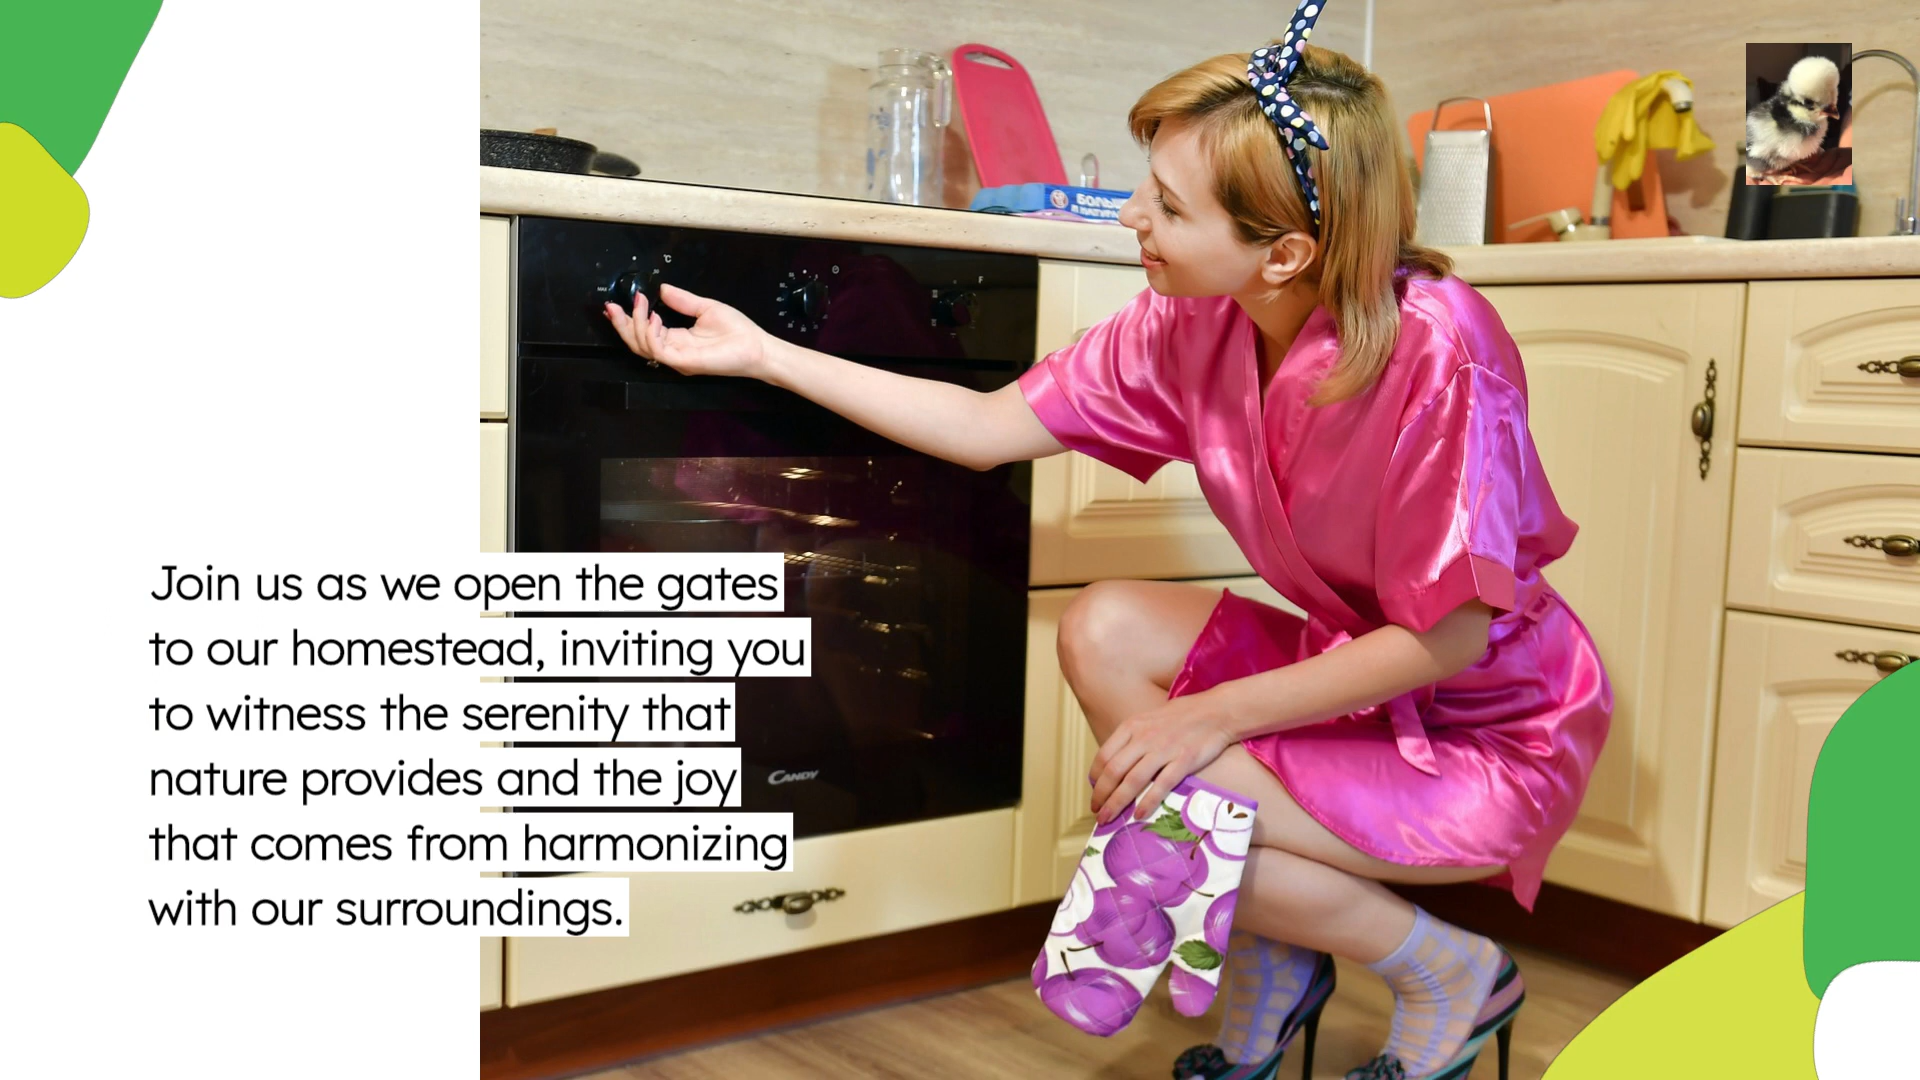 Join us as we open the gates
to our homestead, inviting you
to witness the serenity that
nature provides and the joy
that comes from harmonizing
with our surroundings.
CANDY
°C
MAX
F